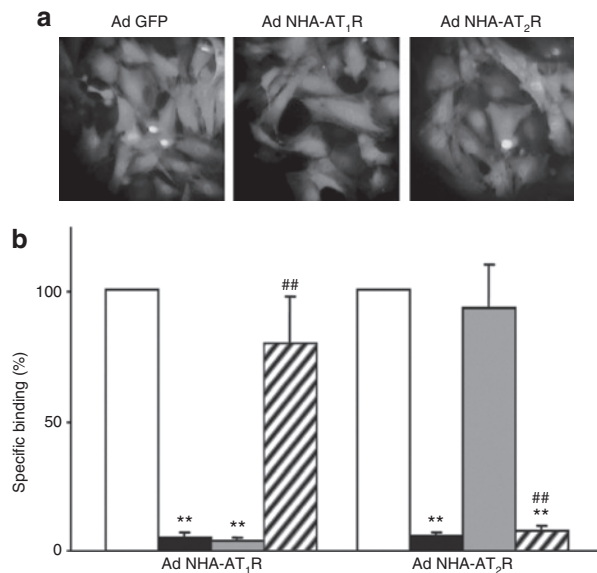 a
Ad GFP
Ad NHA-AT₁R
Ad NHA-AT₂R
b
Specific binding (%)
100
50
0
**
**
##
**
##
**
Ad NHA-AT₁R
Ad NHA-AT₂R